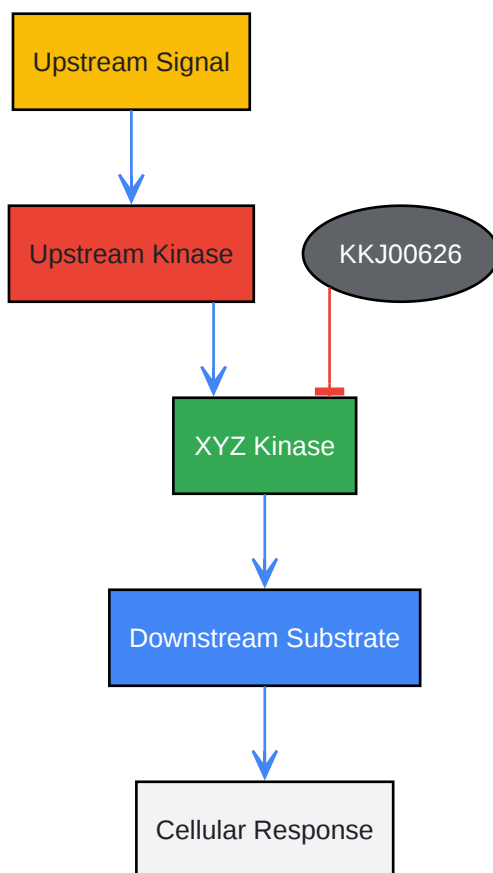 Upstream Signal
Upstream Kinase
KKJ00626
XYZ Kinase
Downstream Substrate
Cellular Response